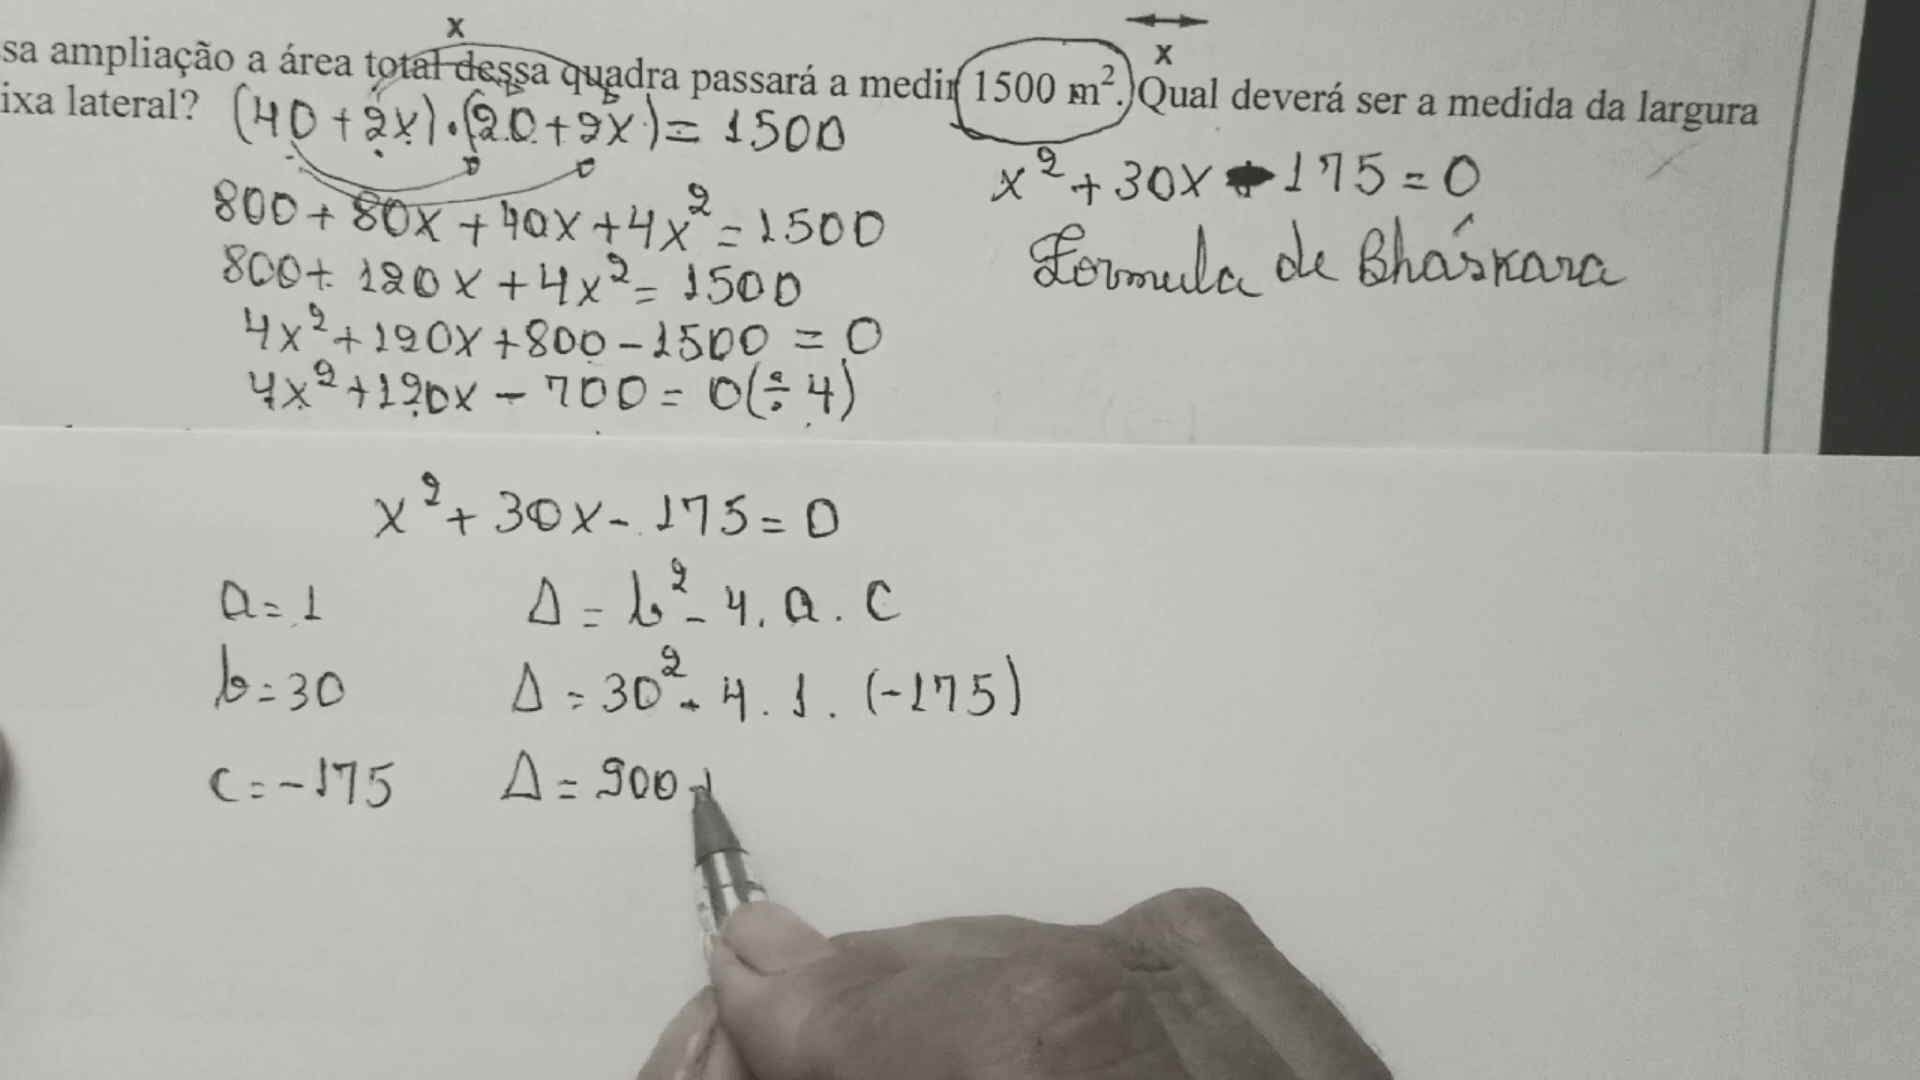 x
x
sa ampliação a área total dessa quadra passará a medir 1500 m². Qual deverá ser a medida da largura
ixa lateral?
(40+2x).(20+2x)=1500
800+80x+40x+4x²=1500
800+120x+4x²=1500
4x²+120x+800-1500=0
4x²+120x-700=0(÷4)
x²+30x-175=0
Formula de Bháskara
x²+30x-175=0
a=1
Δ=b²-4.a.c
b=30
Δ=30²-4.1.(-175)
c=-175
Δ=900